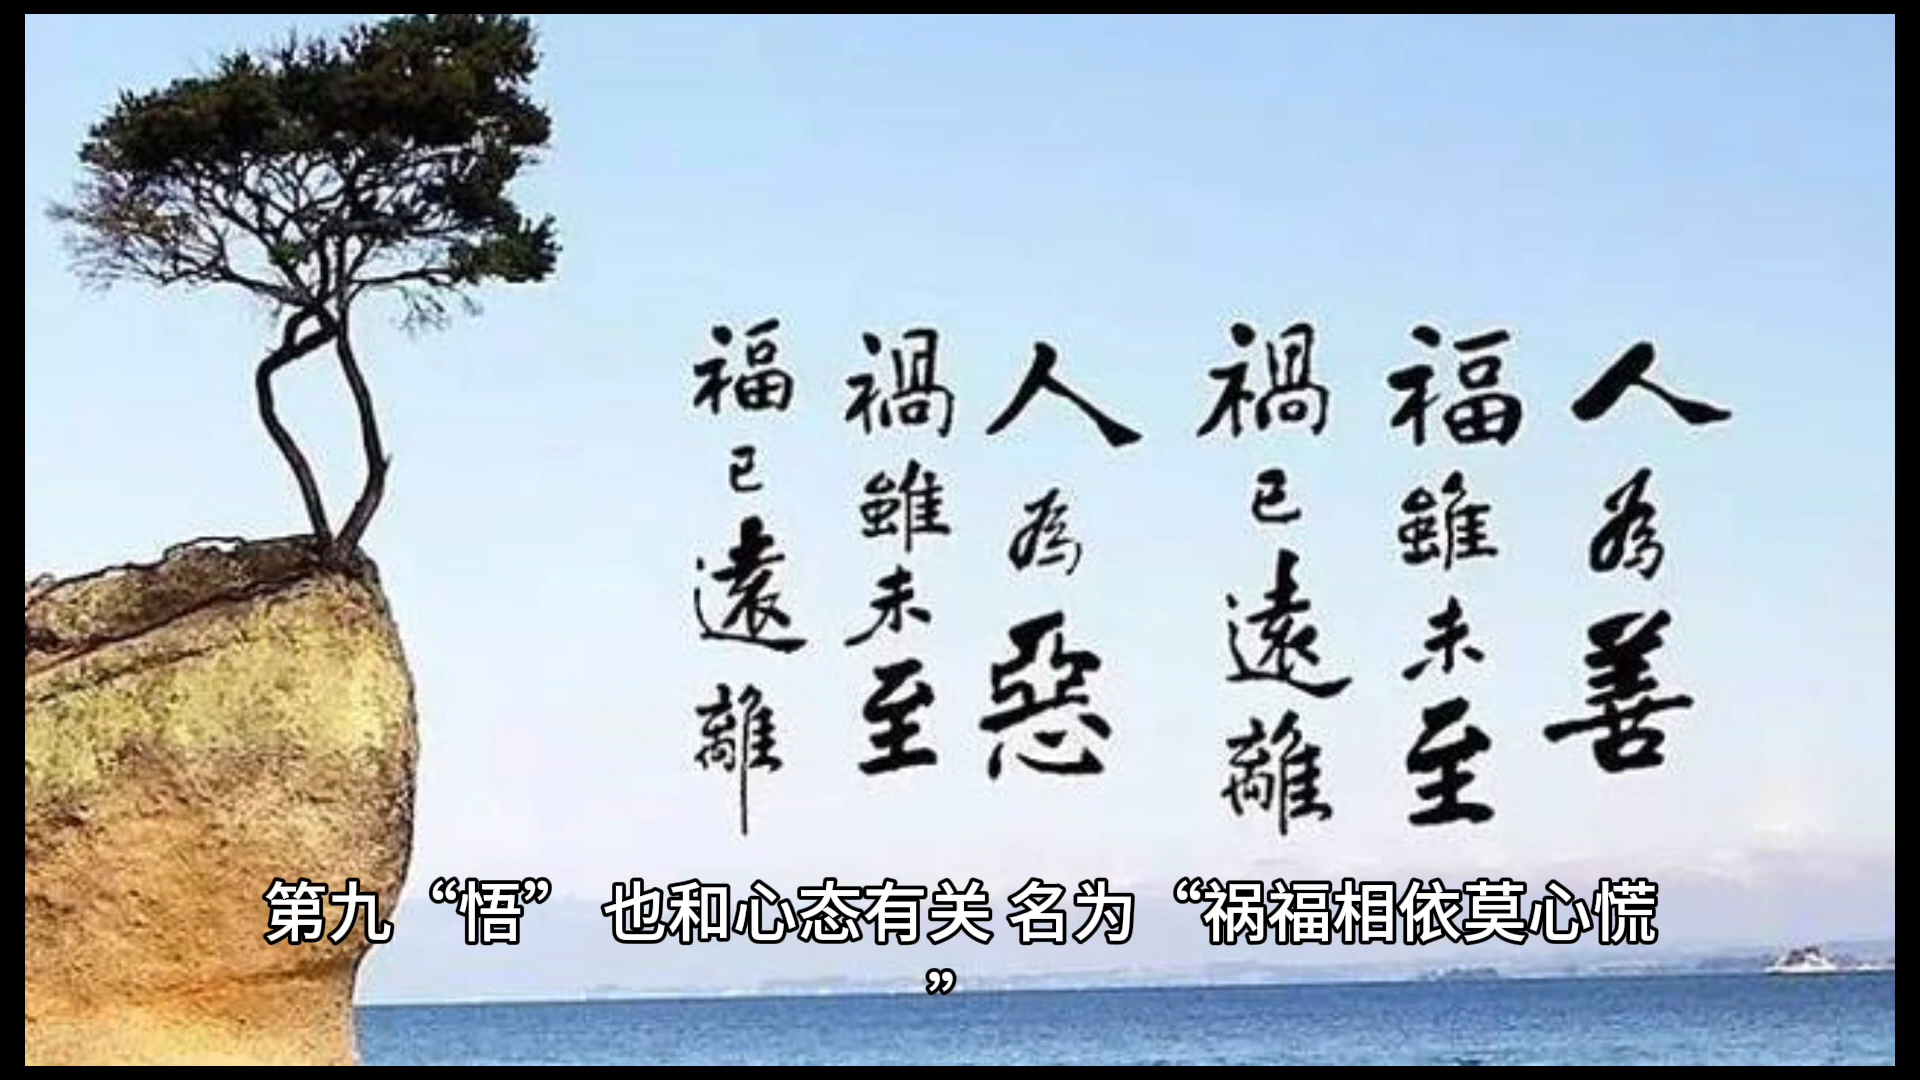 人為善
福雖未至
禍已遠離
人為惡
禍雖未至
福已遠離
第九“悟” 也和心态有关 名为“祸福相依莫心慌
”